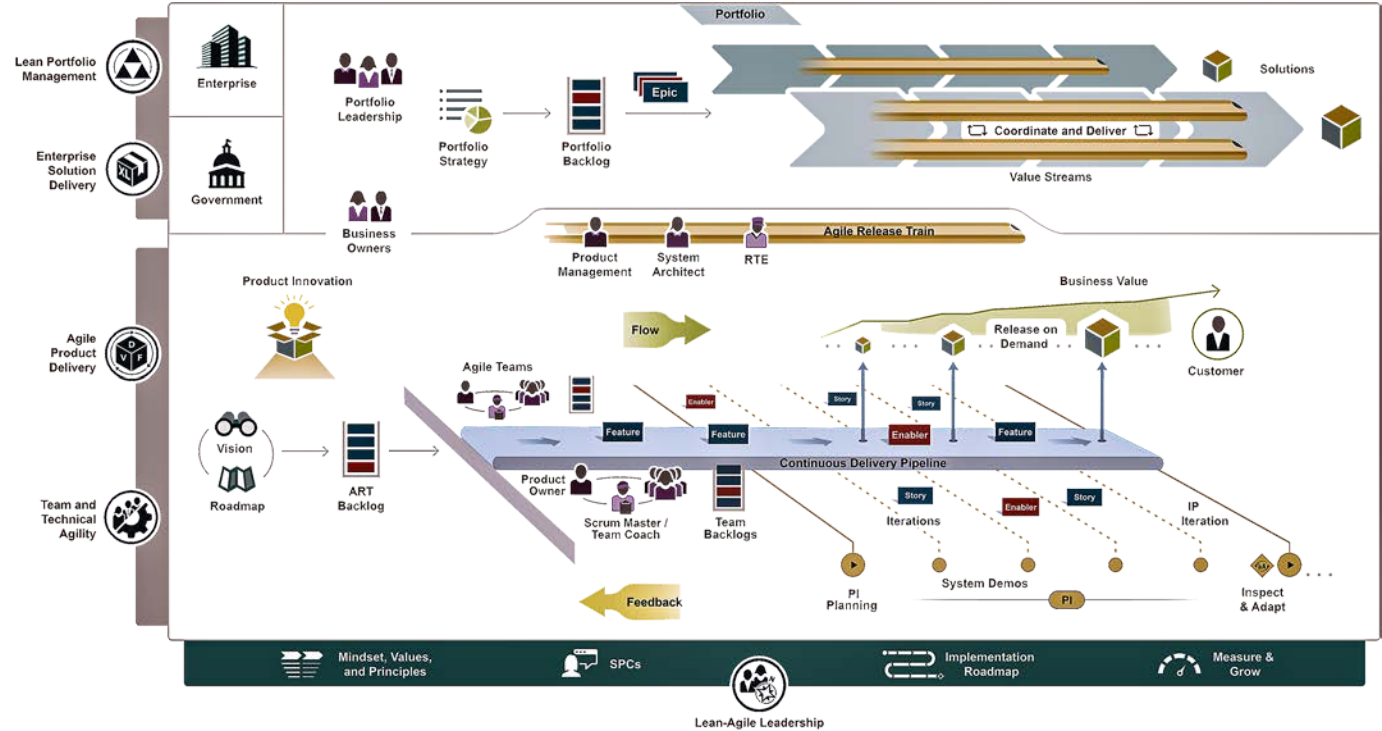 Portfolio
Lean Portfolio
Management
Enterprise
Portfolio
Leadership
Portfolio
Strategy
Portfolio
Backlog
Epic
Solutions
Coordinate and Deliver
Value Streams
Enterprise
Solution
Delivery
XL
Government
Business
Owners
Agile Release Train
Product
Management
System
Architect
RTE
Product Innovation
Business Value
Agile
Product
Delivery
D
V F
Flow
Release on
Demand
Customer
Agile Teams
Enabler
Story
Story
Feature
Feature
Enabler
Feature
Continuous Delivery Pipeline
Vision
Roadmap
ART
Backlog
Product
Owner
Scrum Master /
Team Coach
Team
Backlogs
Story
Iterations
Enabler
Story
IP
Iteration
Team and
Technical
Agility
PI
Planning
System Demos
PI
Inspect
& Adapt
Feedback
Mindset, Values,
and Principles
SPCs
Implementation
Roadmap
Measure &
Grow
Lean-Agile Leadership